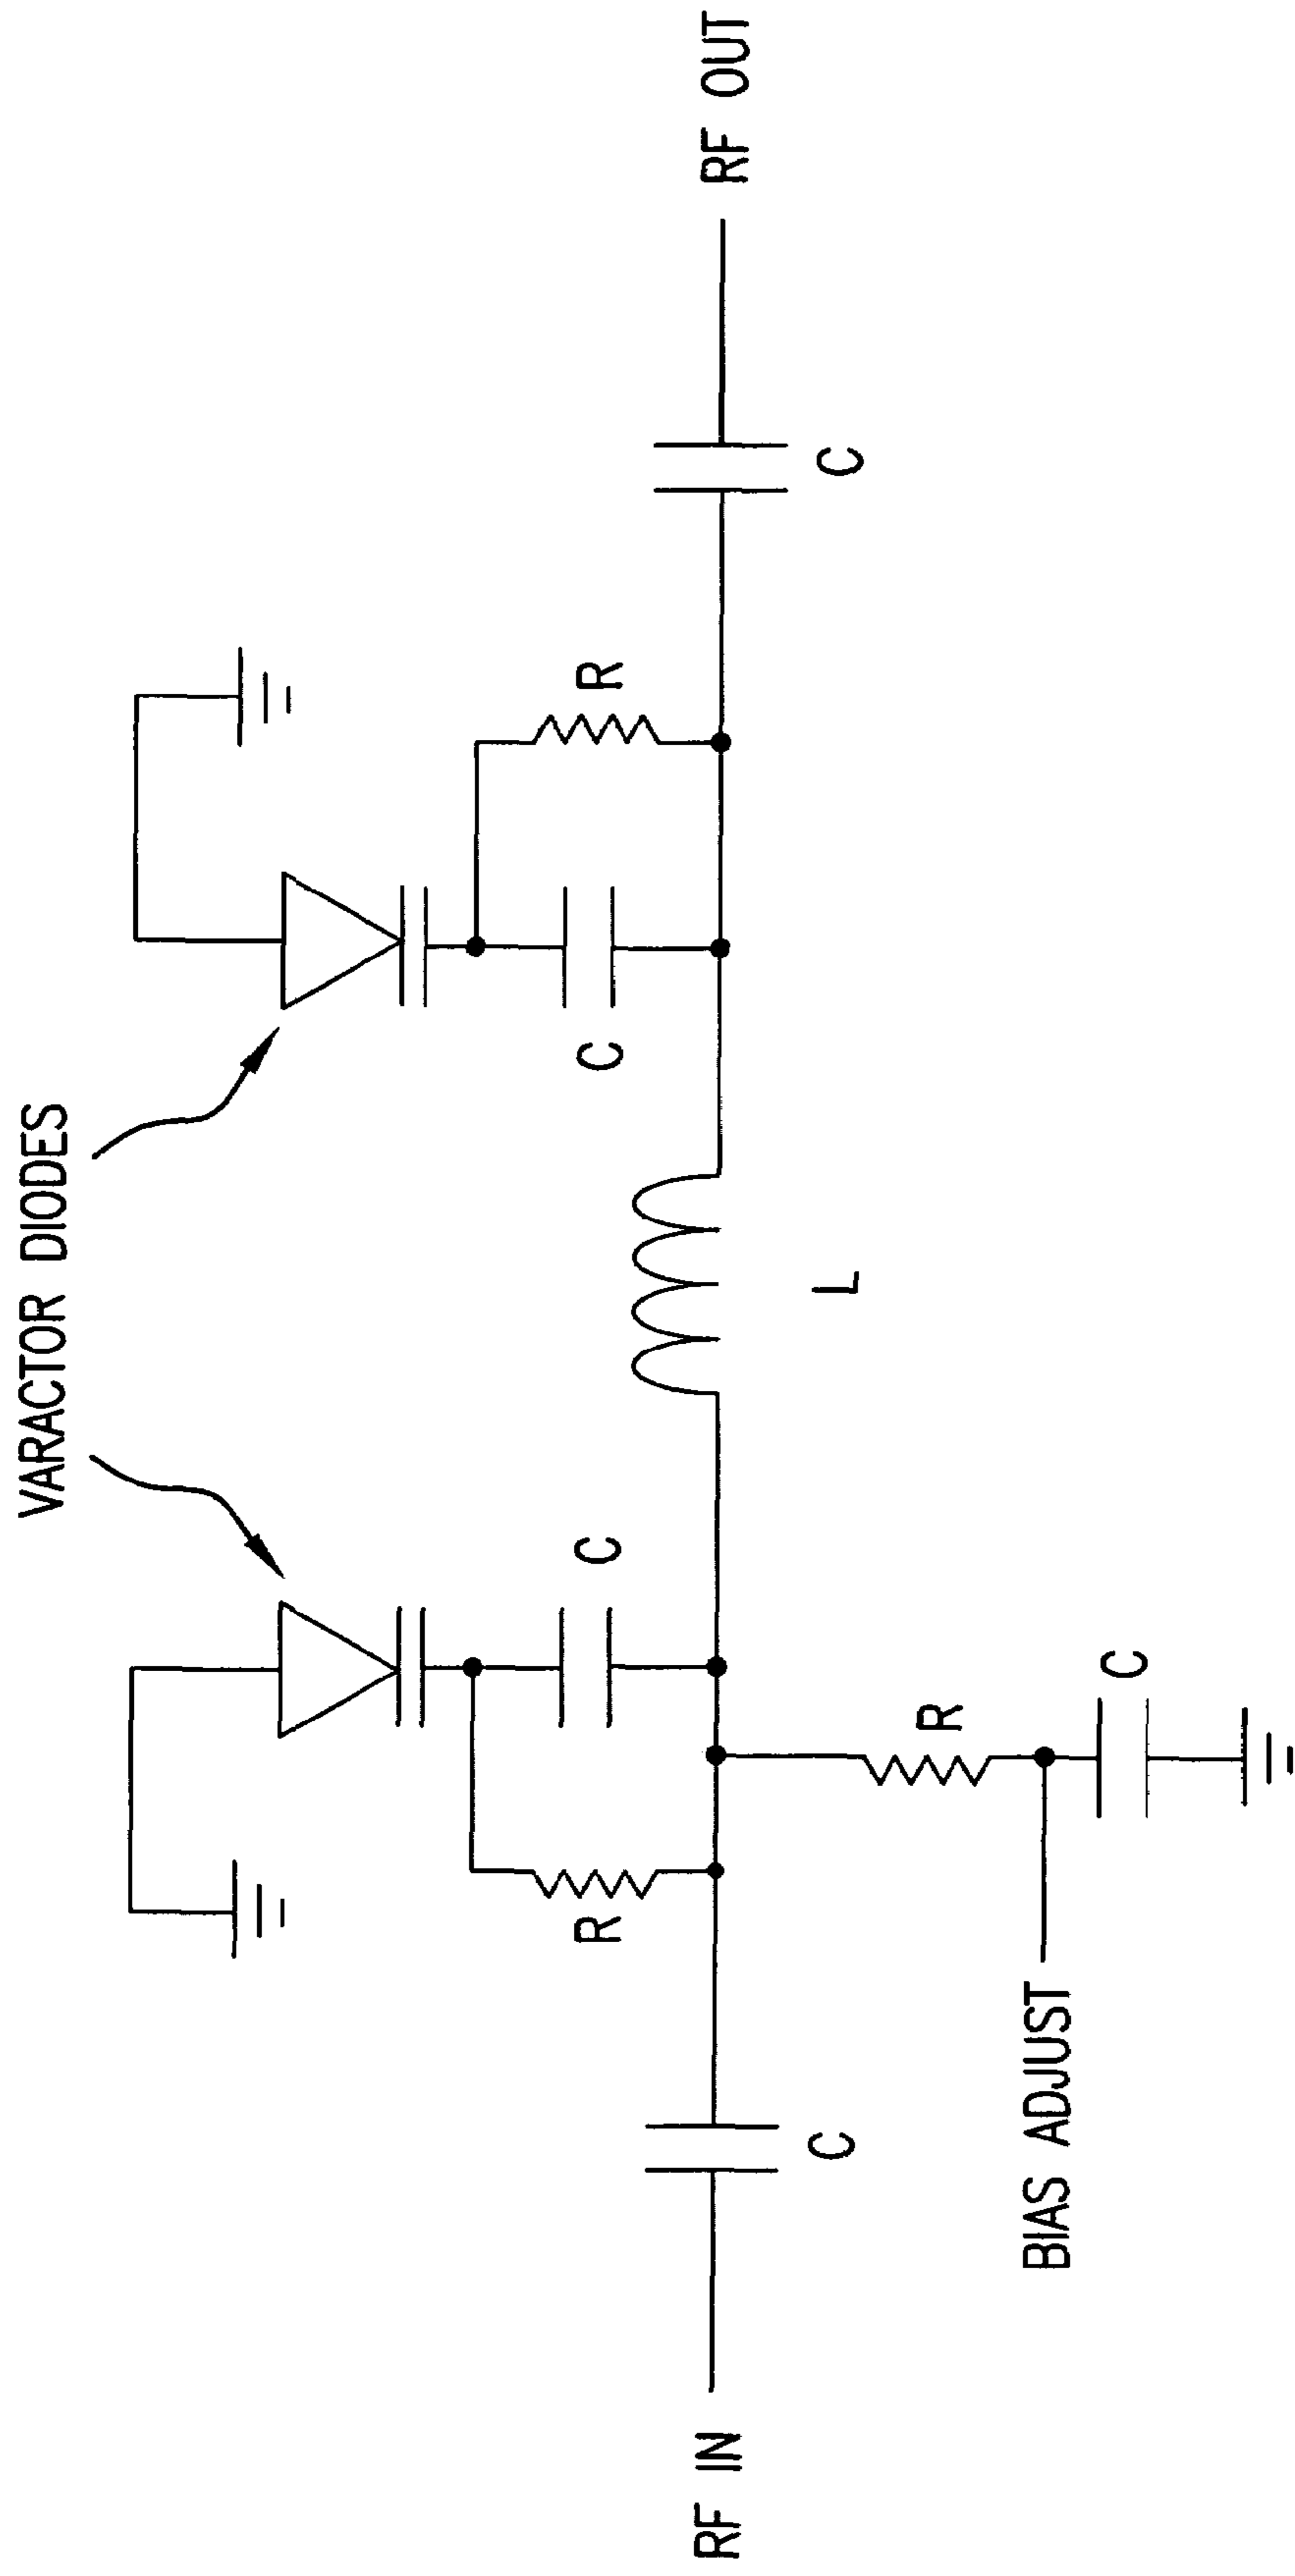 VARACTOR DIODES
R
C
C
R
RF IN
C
L
C
RF OUT
R
C
BIAS ADJUST